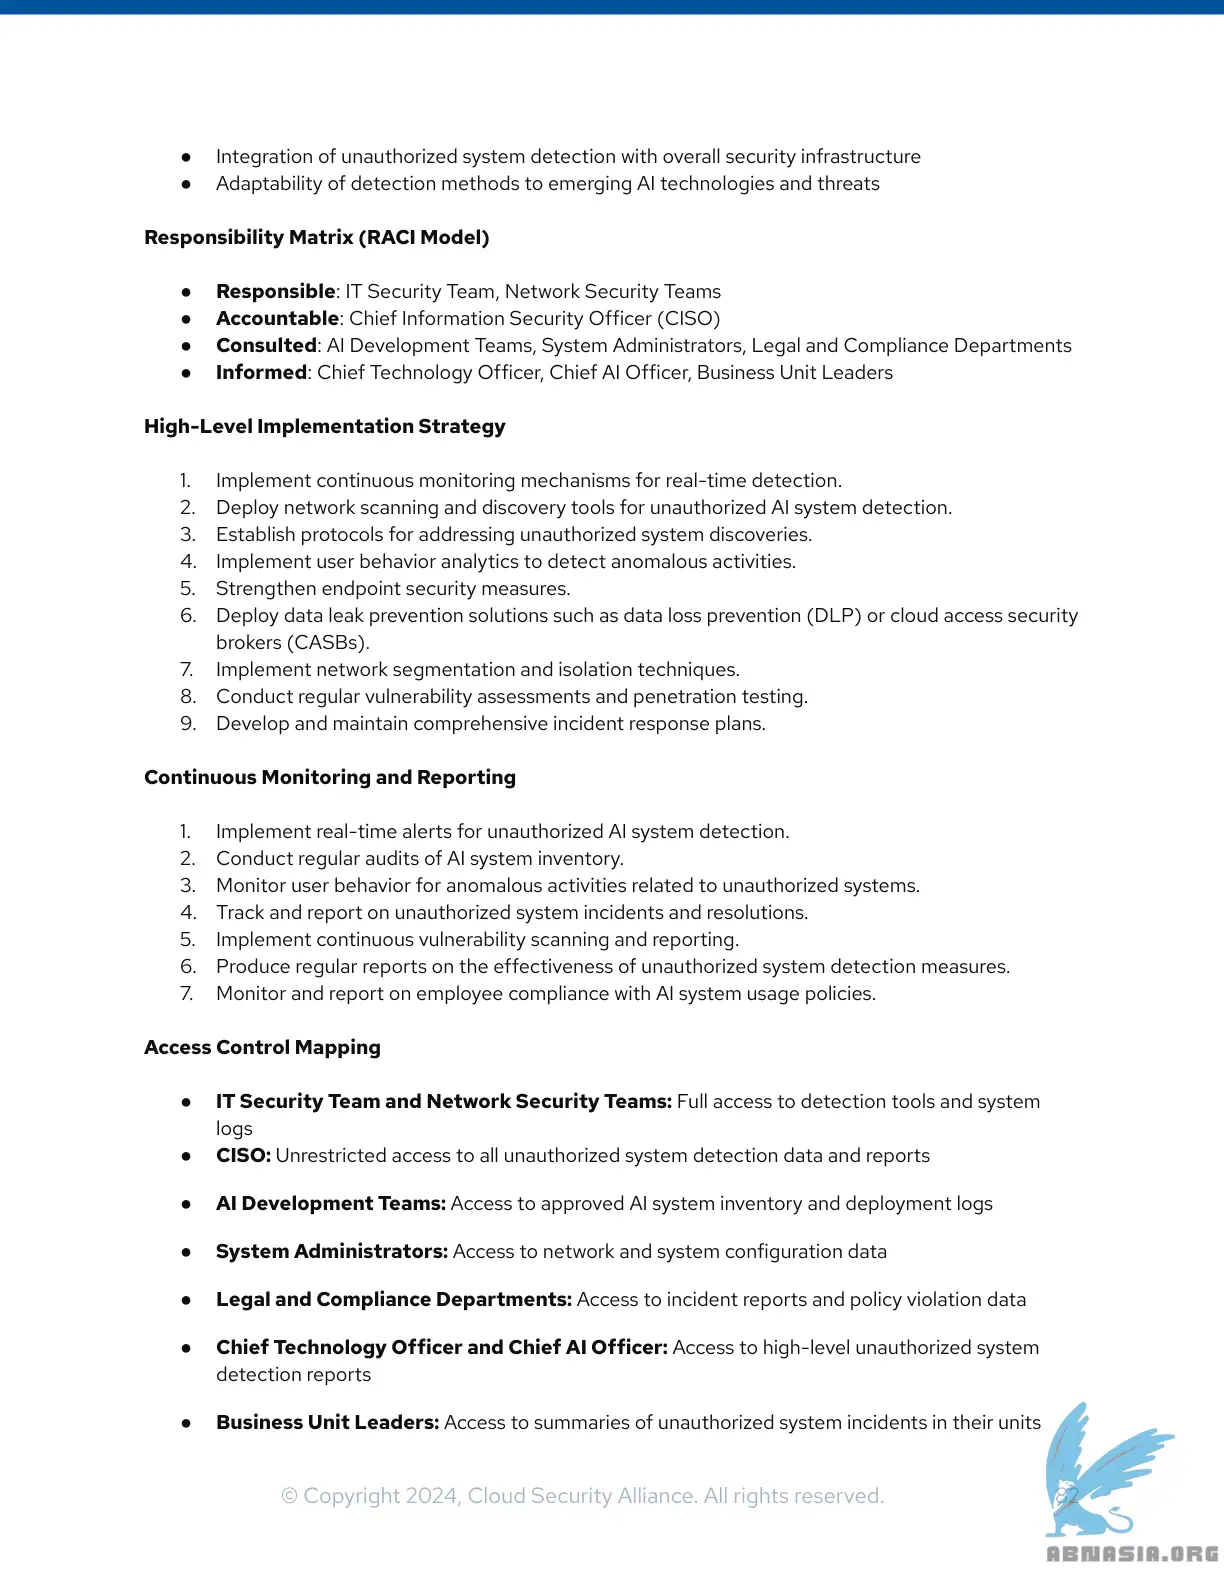 ● Integration of unauthorized system detection with overall security infrastructure
● Adaptability of detection methods to emerging AI technologies and threats
Responsibility Matrix (RACI Model)
● Responsible: IT Security Team, Network Security Teams
● Accountable: Chief Information Security Officer (CISO)
● Consulted: AI Development Teams, System Administrators, Legal and Compliance Departments
● Informed: Chief Technology Officer, Chief AI Officer, Business Unit Leaders
High-Level Implementation Strategy
1. Implement continuous monitoring mechanisms for real-time detection.
2. Deploy network scanning and discovery tools for unauthorized AI system detection.
3. Establish protocols for addressing unauthorized system discoveries.
4. Implement user behavior analytics to detect anomalous activities.
5. Strengthen endpoint security measures.
6. Deploy data leak prevention solutions such as data loss prevention (DLP) or cloud access security
brokers (CASBs).
7. Implement network segmentation and isolation techniques.
8. Conduct regular vulnerability assessments and penetration testing.
9. Develop and maintain comprehensive incident response plans.
Continuous Monitoring and Reporting
1. Implement real-time alerts for unauthorized AI system detection.
2. Conduct regular audits of AI system inventory.
3. Monitor user behavior for anomalous activities related to unauthorized systems.
4. Track and report on unauthorized system incidents and resolutions.
5. Implement continuous vulnerability scanning and reporting.
6. Produce regular reports on the effectiveness of unauthorized system detection measures.
7. Monitor and report on employee compliance with AI system usage policies.
Access Control Mapping
● IT Security Team and Network Security Teams: Full access to detection tools and system
logs
● CISO: Unrestricted access to all unauthorized system detection data and reports
● AI Development Teams: Access to approved AI system inventory and deployment logs
● System Administrators: Access to network and system configuration data
● Legal and Compliance Departments: Access to incident reports and policy violation data
● Chief Technology Officer and Chief AI Officer: Access to high-level unauthorized system
detection reports
● Business Unit Leaders: Access to summaries of unauthorized system incidents in their units
© Copyright 2024, Cloud Security Alliance. All rights reserved.
82
ABNASIA.ORG